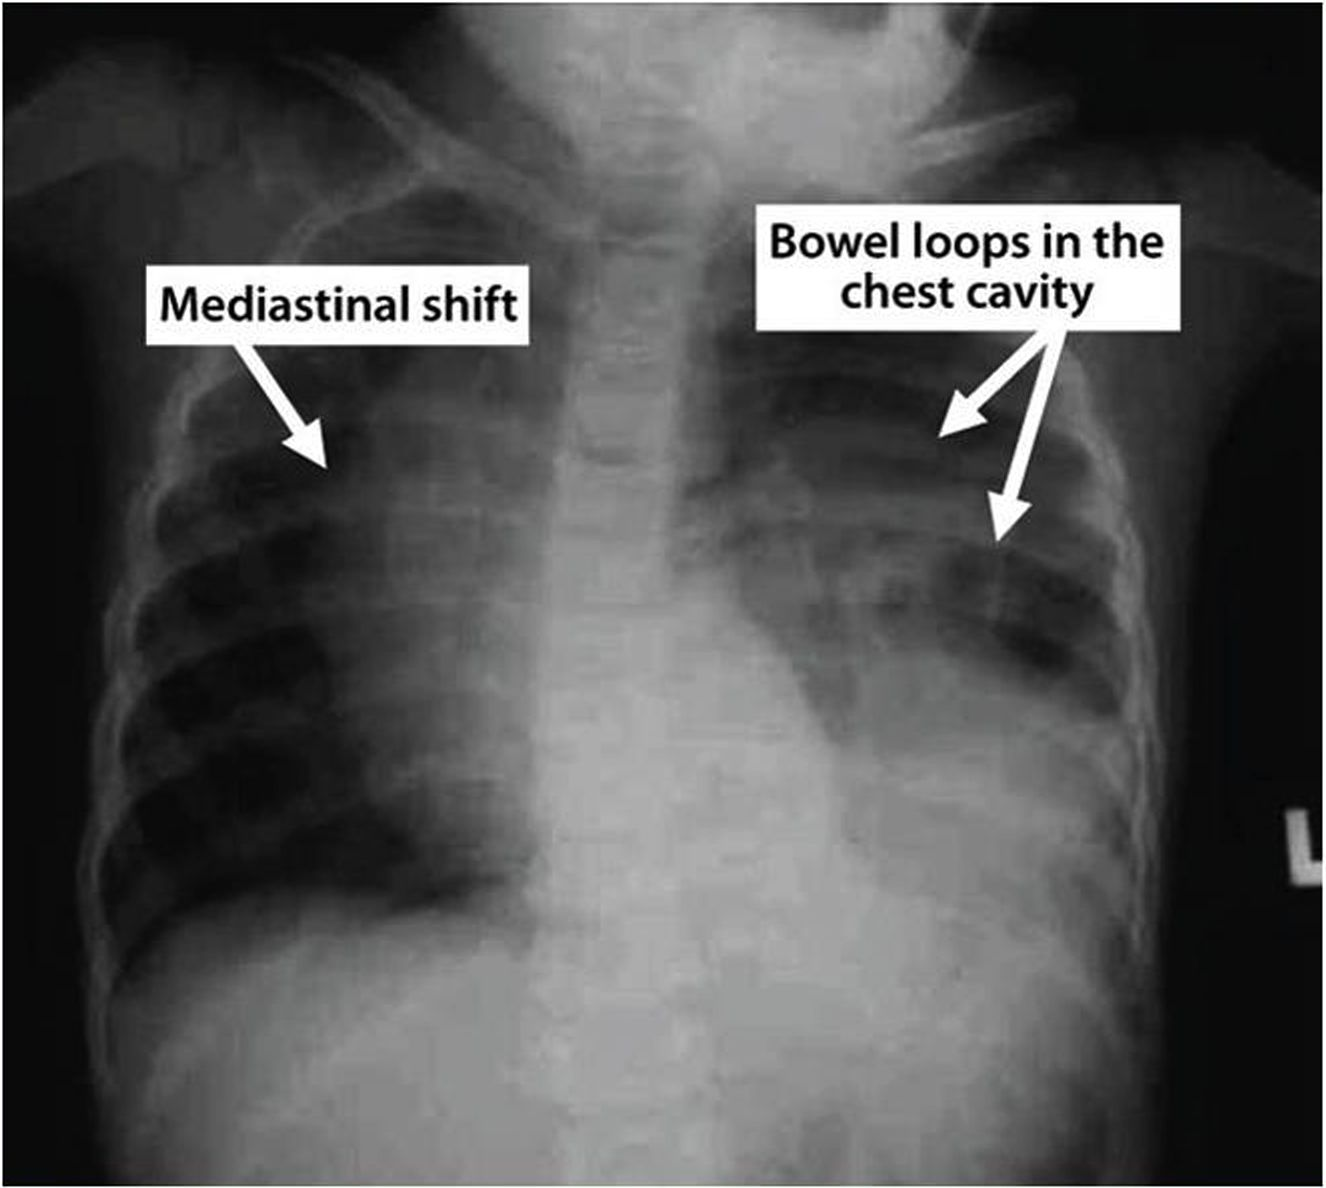 Mediastinal shift
Bowel loops in the
chest cavity
L